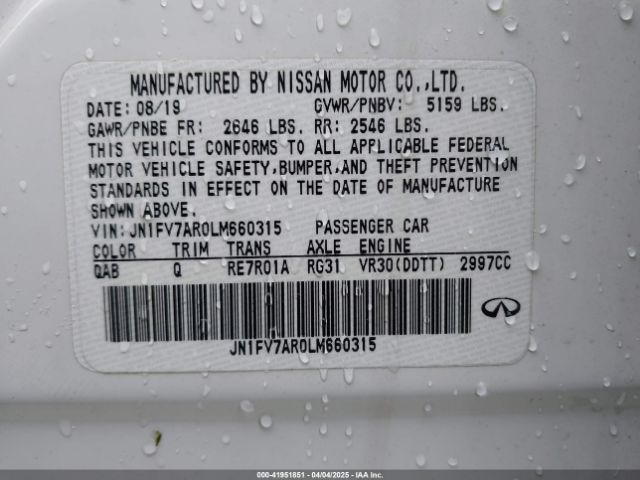 MANUFACTURED BY NISSAN MOTOR CO.,LTD.
DATE: 08/19 GVWR/PNBV: 5159 LBS.
GAWR/PNBE FR: 2646 LBS. RR: 2546 LBS.
THIS VEHICLE CONFORMS TO ALL APPLICABLE FEDERAL
MOTOR VEHICLE SAFETY,BUMPER,AND THEFT PREVENTION
STANDARDS IN EFFECT ON THE DATE OF MANUFACTURE
SHOWN ABOVE.
VIN: JN1FV7AR0LM660315 PASSENGER CAR
COLOR TRIM TRANS AXLE ENGINE
QAB Q RE7R01A RG31 VR30(DDTT) 2997CC
JN1FV7AR0LM660315
000-41951851 - 04/04/2025 - IAA Inc.